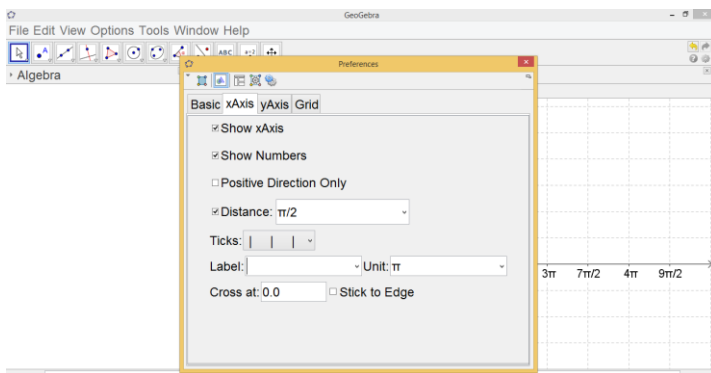 GeoGebra
File Edit View Options Tools Window Help
ABC
a=2
Algebra
Preferences
Basic xAxis yAxis Grid
Show xAxis
Show Numbers
Positive Direction Only
Distance: π/2
Ticks: | | |
Label: Unit: π
Cross at: 0.0 Stick to Edge
3π 7π/2 4π 9π/2